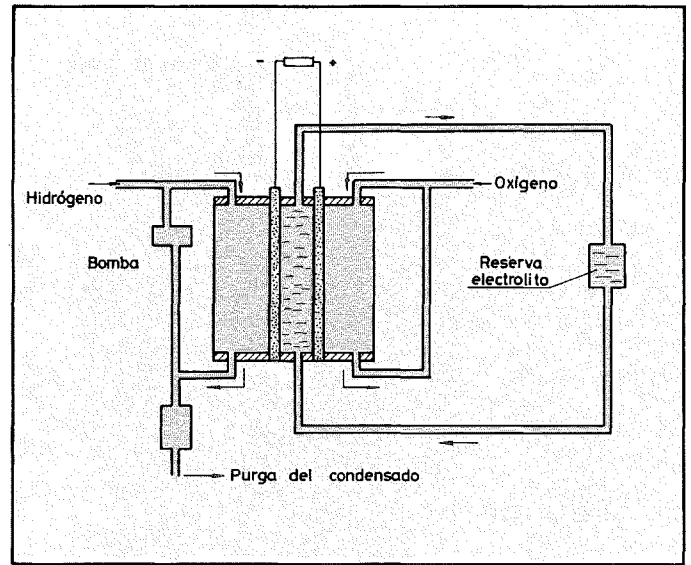 - +
Hidrógeno
Oxígeno
Bomba
Reserva
electrolito
Purga del condensado